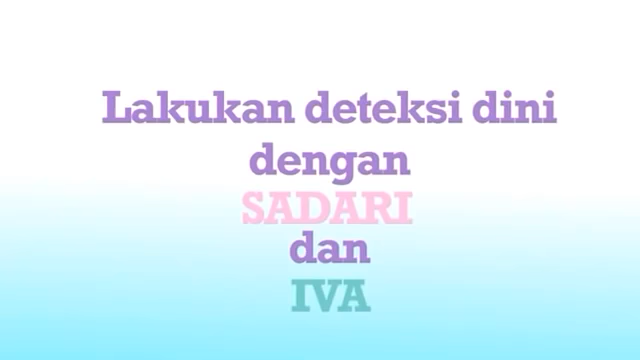 Lakukan deteksi dini
dengan
SADARI
dan
IVA